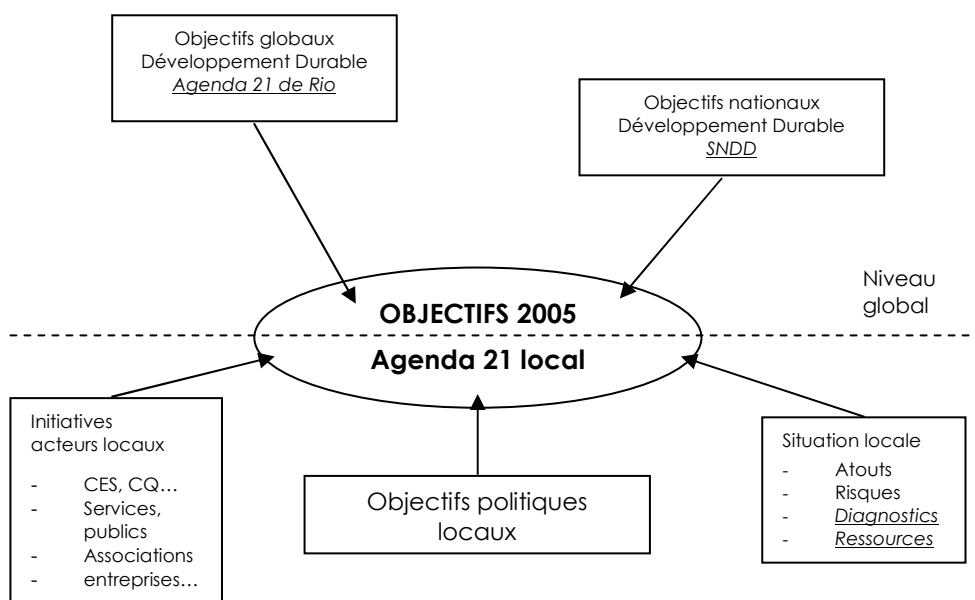 Objectifs globaux
Développement Durable
Agenda 21 de Rio
Objectifs nationaux
Développement Durable
SNDD
Niveau
global
OBJECTIFS 2005
Agenda 21 local
Initiatives
acteurs locaux
- CES, CQ…
- Services,
publics
- Associations
- entreprises…
Objectifs politiques
locaux
Situation locale
- Atouts
- Risques
- Diagnostics
- Ressources